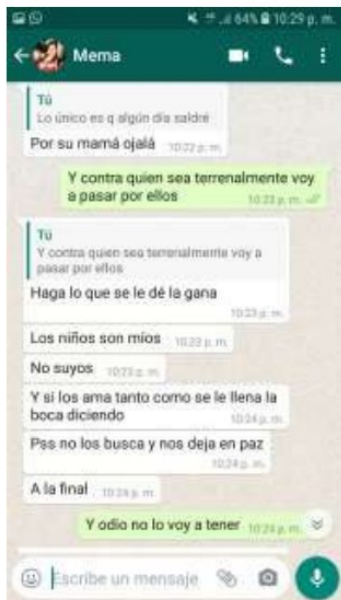 64% 10:29 p. m.
Mema
Tú
Lo único es q algún día saldré
Por su mamá ojalá 10:22 p. m.
Y contra quien sea terrenalmente voy
a pasar por ellos 10:23 p. m.
Tú
Y contra quien sea terrenalmente voy a
pasar por ellos
Haga lo que se le dé la gana
10:23 p. m.
Los niños son míos 10:23 p. m.
No suyos 10:23 p. m.
Y si los ama tanto como se le llena la
boca diciendo 10:24 p. m.
Pss no los busca y nos deja en paz
10:24 p. m.
A la final 10:24 p. m.
Y odio no lo voy a tener 10:24 p. m.
Escribe un mensaje